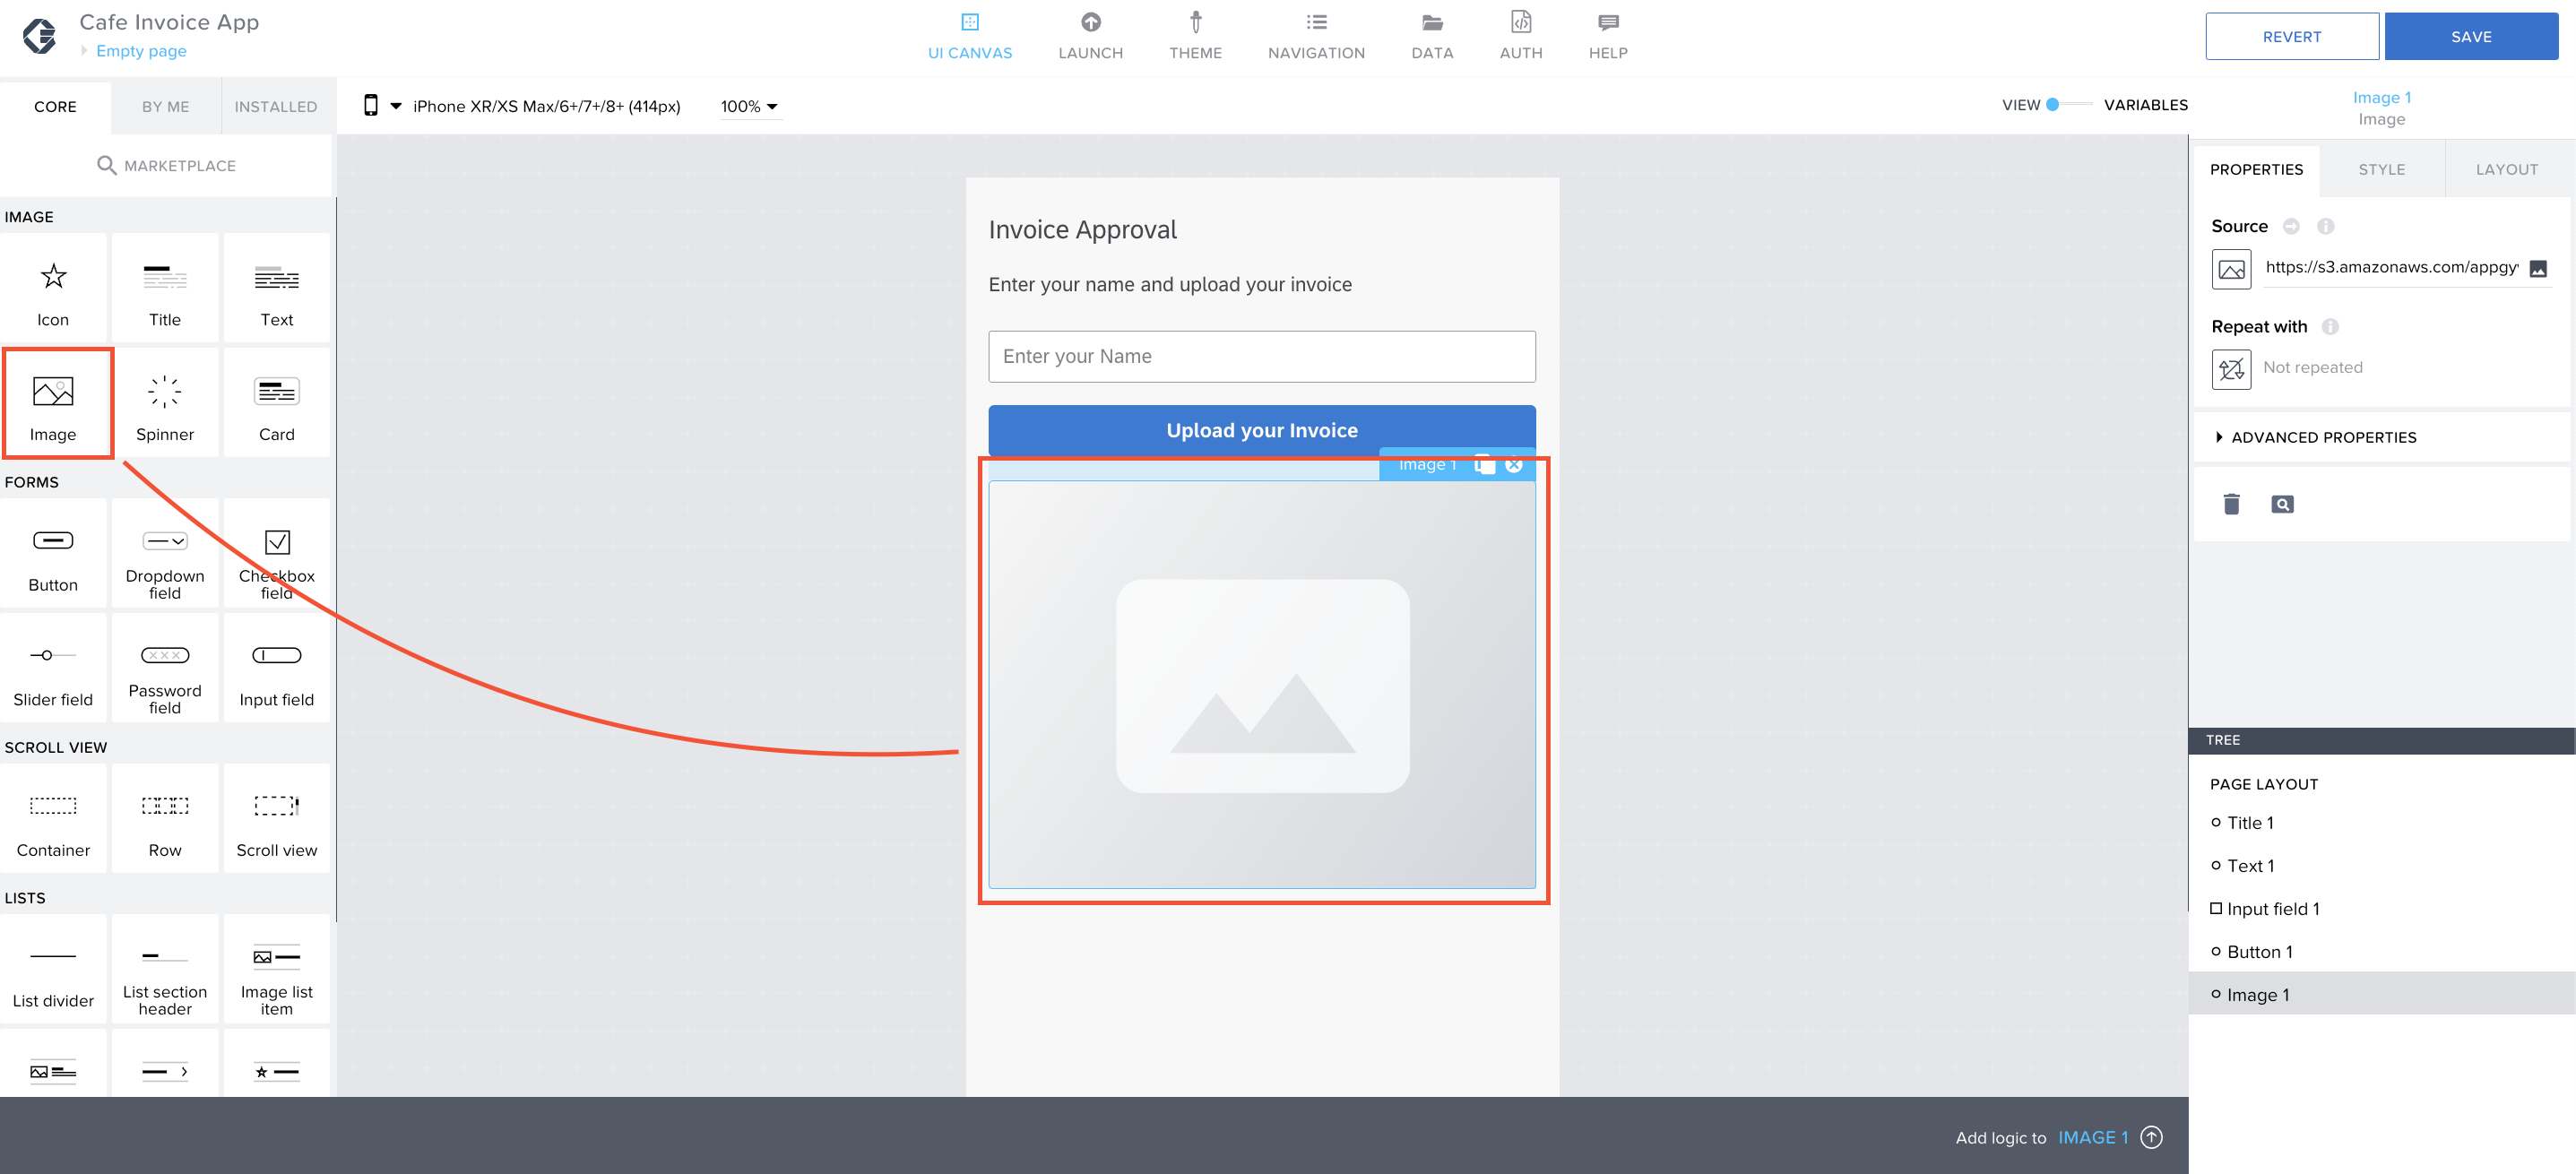 Cafe Invoice App
Empty page
UI CANVAS
LAUNCH
THEME
NAVIGATION
DATA
AUTH
HELP
REVERT
SAVE
CORE
BY ME
INSTALLED
iPhone XR/XS Max/6+/7+/8+ (414px)
100%
VIEW
VARIABLES
Image 1
Image
MARKETPLACE
PROPERTIES
STYLE
LAYOUT
IMAGE
Icon
Title
Text
Image
Spinner
Card
FORMS
Button
Dropdown
field
Checkbox
field
Slider field
Password
field
Input field
SCROLL VIEW
Container
Row
Scroll view
LISTS
List divider
List section
header
Image list
item
Invoice Approval
Enter your name and upload your invoice
Enter your Name
Upload your Invoice
Image 1
Source
https://s3.amazonaws.com/appgy
Repeat with
Not repeated
ADVANCED PROPERTIES
TREE
PAGE LAYOUT
Title 1
Text 1
Input field 1
Button 1
Image 1
Add logic to IMAGE 1